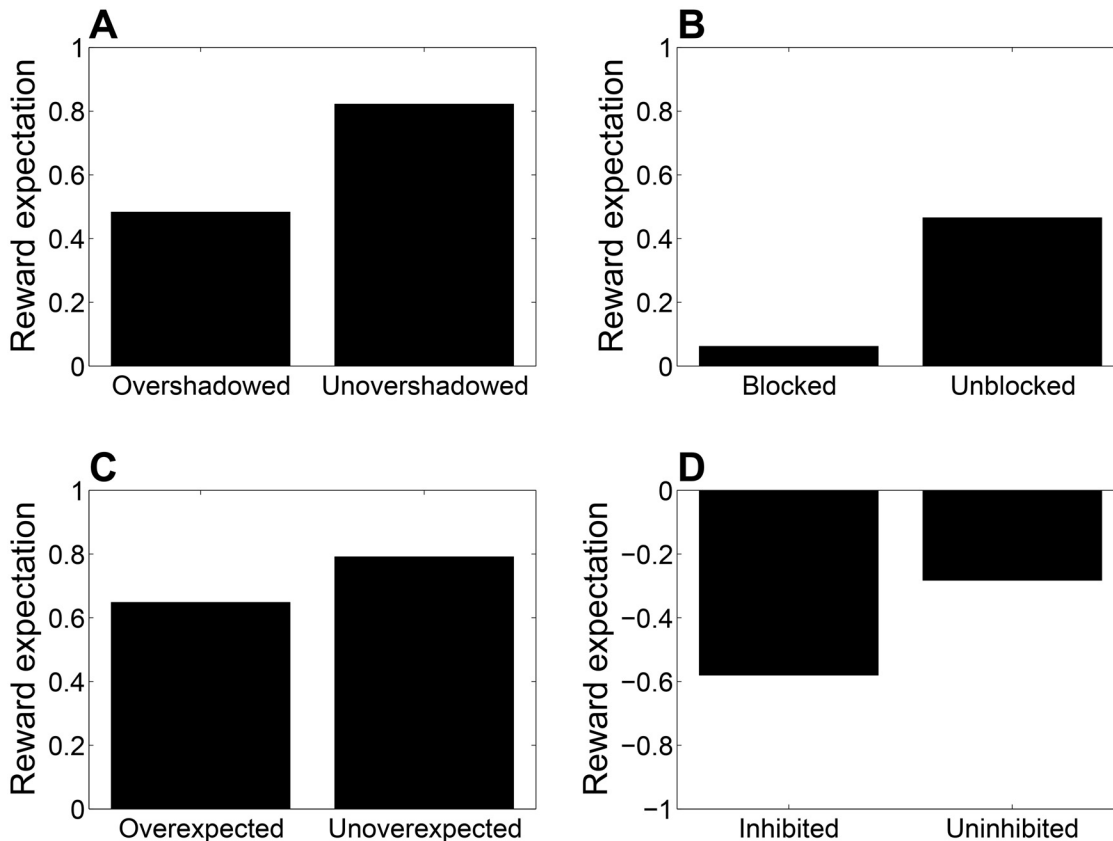 A
Reward expectation
1
0.8
0.6
0.4
0.2
0
Overshadowed Unovershadowed
B
Reward expectation
1
0.8
0.6
0.4
0.2
0
Blocked Unblocked
C
Reward expectation
1
0.8
0.6
0.4
0.2
0
Overexpected Unoverexpected
D
Reward expectation
0
−0.2
−0.4
−0.6
−0.8
−1
Inhibited Uninhibited